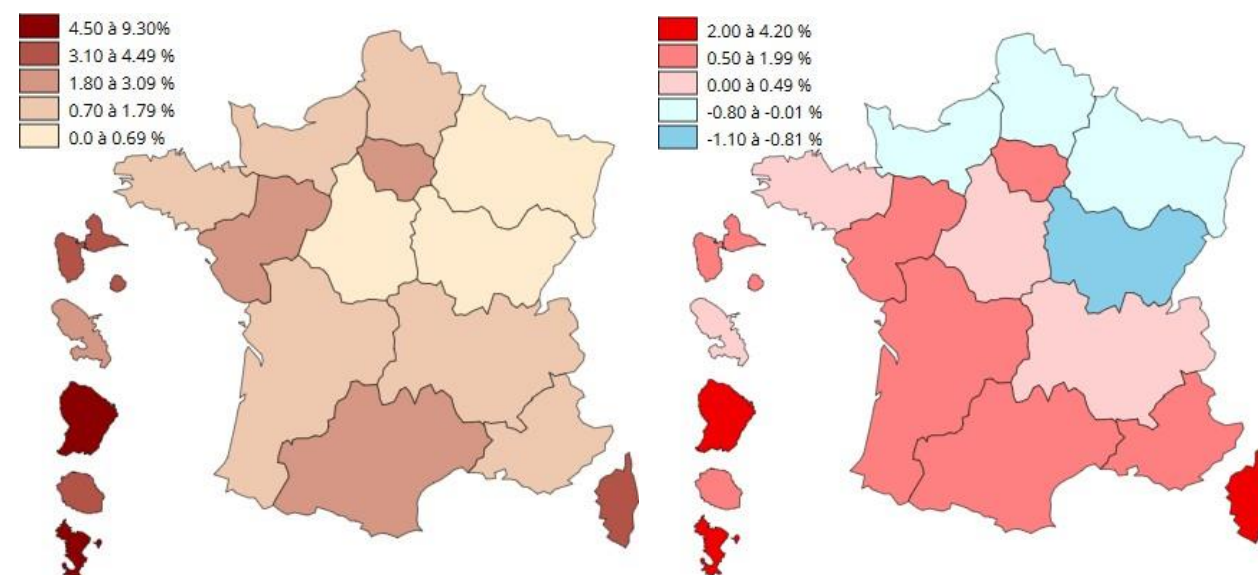 4.50 à 9.30%
3.10 à 4.49 %
1.80 à 3.09 %
0.70 à 1.79 %
0.0 à 0.69 %
2.00 à 4.20 %
0.50 à 1.99 %
0.00 à 0.49 %
-0.80 à -0.01 %
-1.10 à -0.81 %